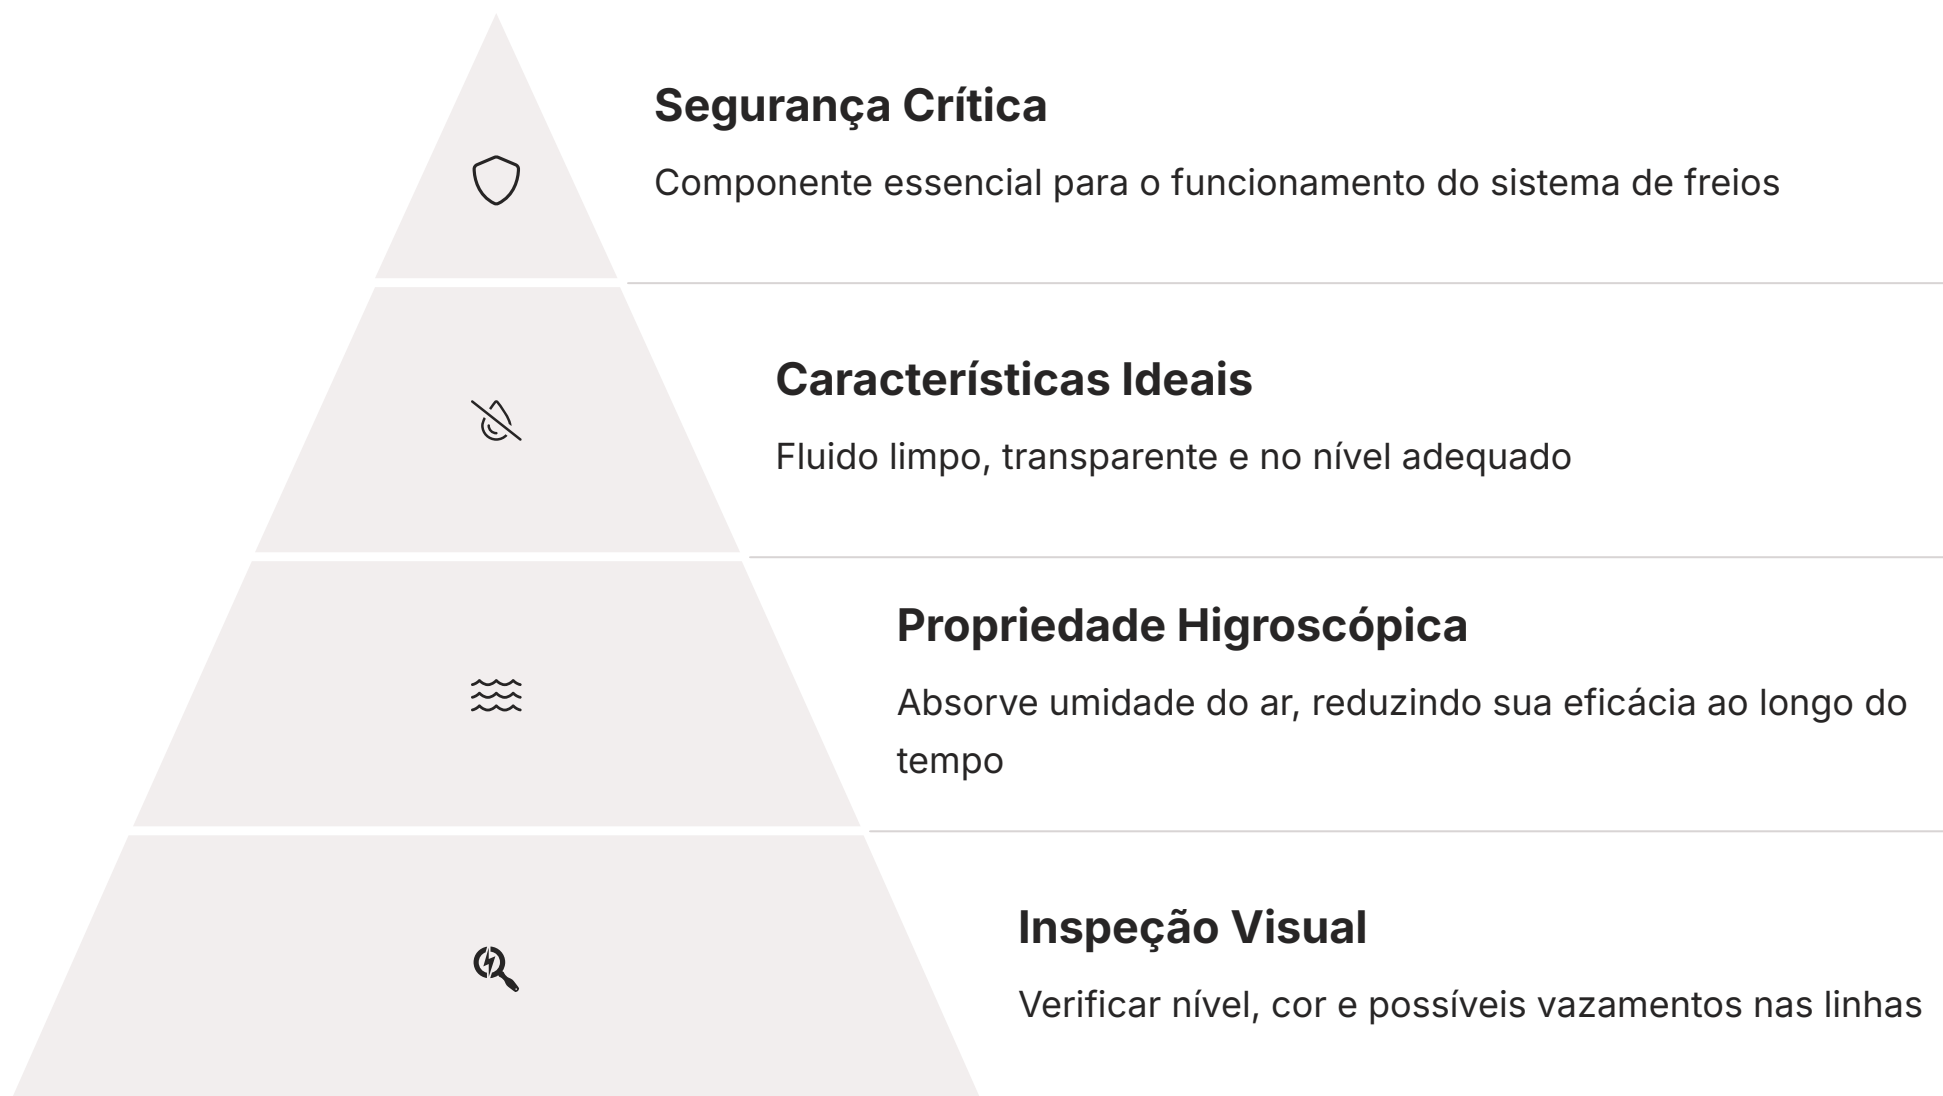 Segurança Crítica
Componente essencial para o funcionamento do sistema de freios
Características Ideais
Fluido limpo, transparente e no nível adequado
Propriedade Higroscópica
Absorve umidade do ar, reduzindo sua eficácia ao longo do
tempo
Inspeção Visual
Verificar nível, cor e possíveis vazamentos nas linhas